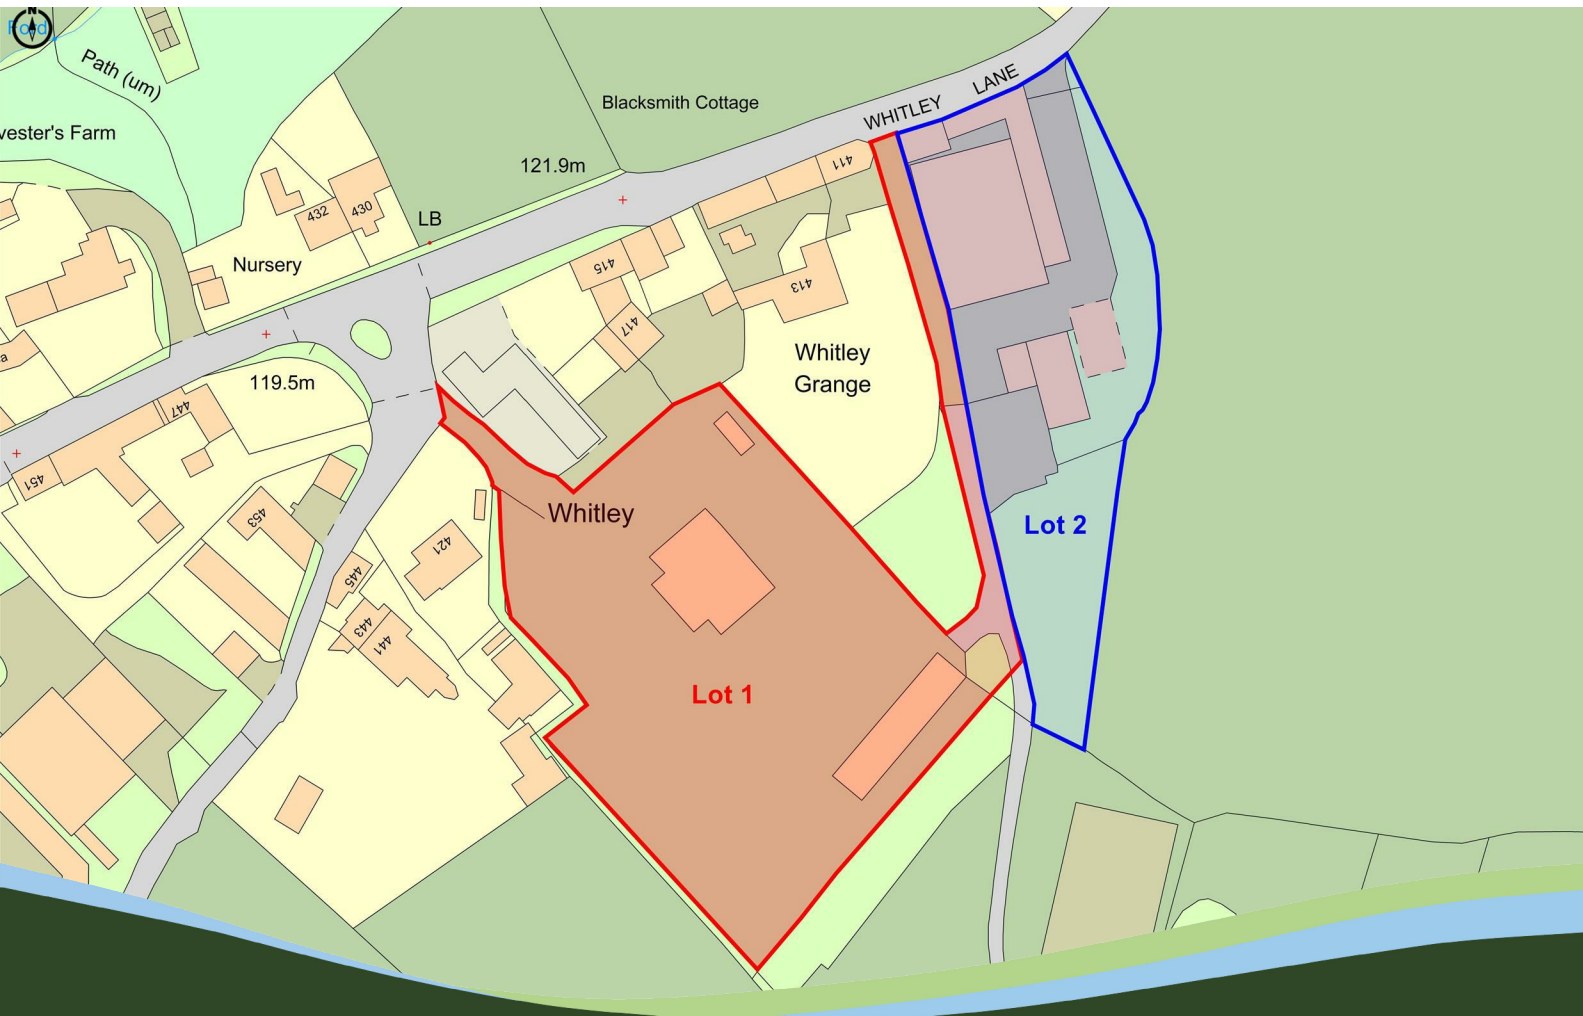 N
Ford
Path (um)
vester's Farm
Blacksmith Cottage
WHITLEY LANE
121.9m
411
432
430
LB
Nursery
415
413
417
Whitley
Grange
a
119.5m
447
451
453
Whitley
Lot 2
421
445
443
441
Lot 1